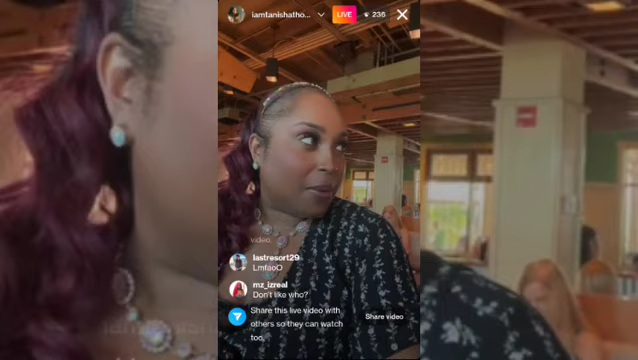 iamtanishatho...
LIVE
236
video.
lastresort29
LmfaoO
mz_izreal
Don't like who?
Share this live video with
others so they can watch
too.
Share video